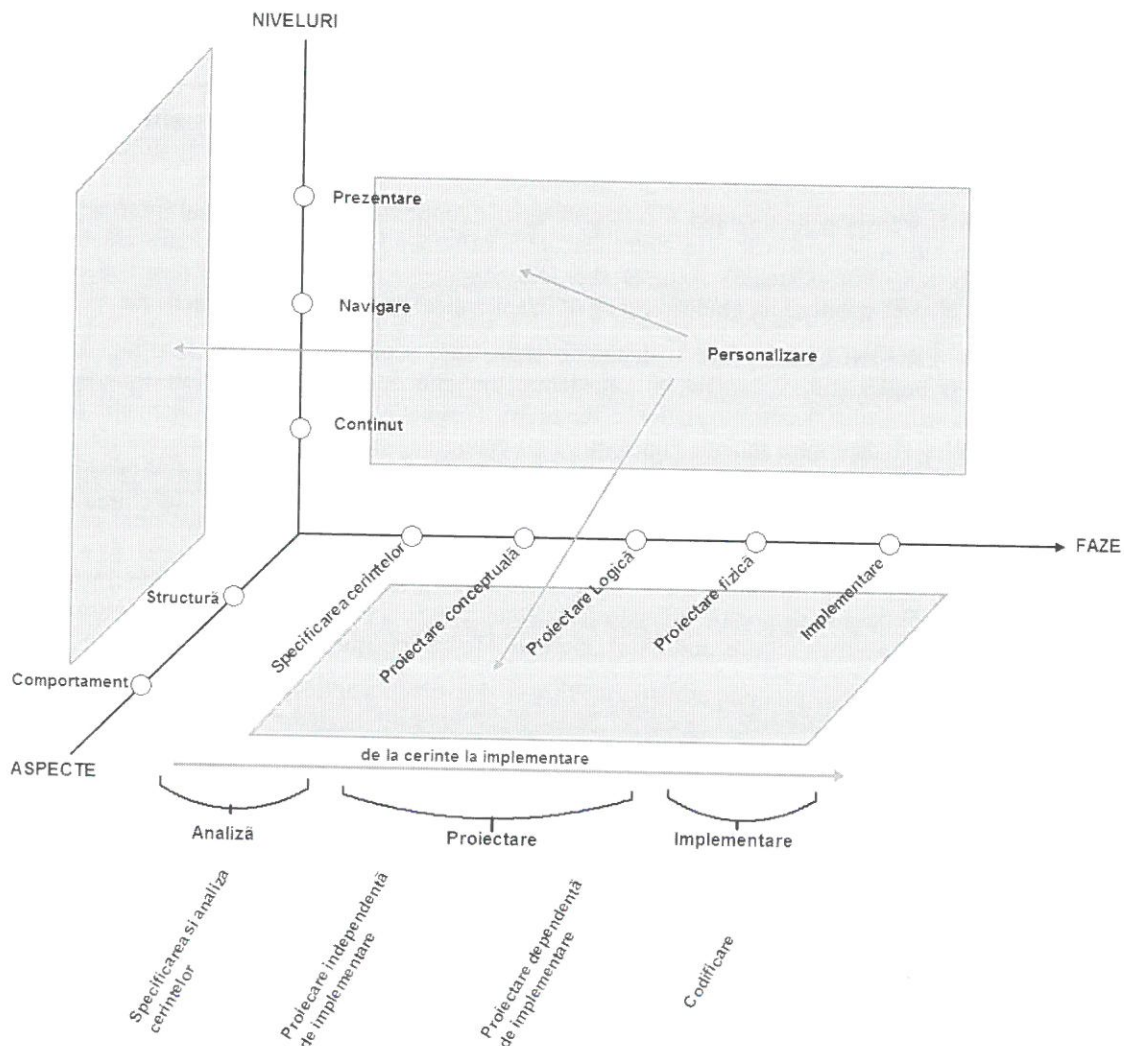 NIVELURI
Prezentare
Navigare
Personalizare
Continut
FAZE
Structură
Specificarea cerintelor
Proiectare conceptuală
Proiectare Logică
Proiectare fizică
Implementare
Comportament
ASPECTE
de la cerinte la implementare
Analiză
Proiectare
Implementare
Specificarea si analiza
cerintelor
Proiecare independentă
de implementare
Proiectare dependentă
de implementare
Codificare